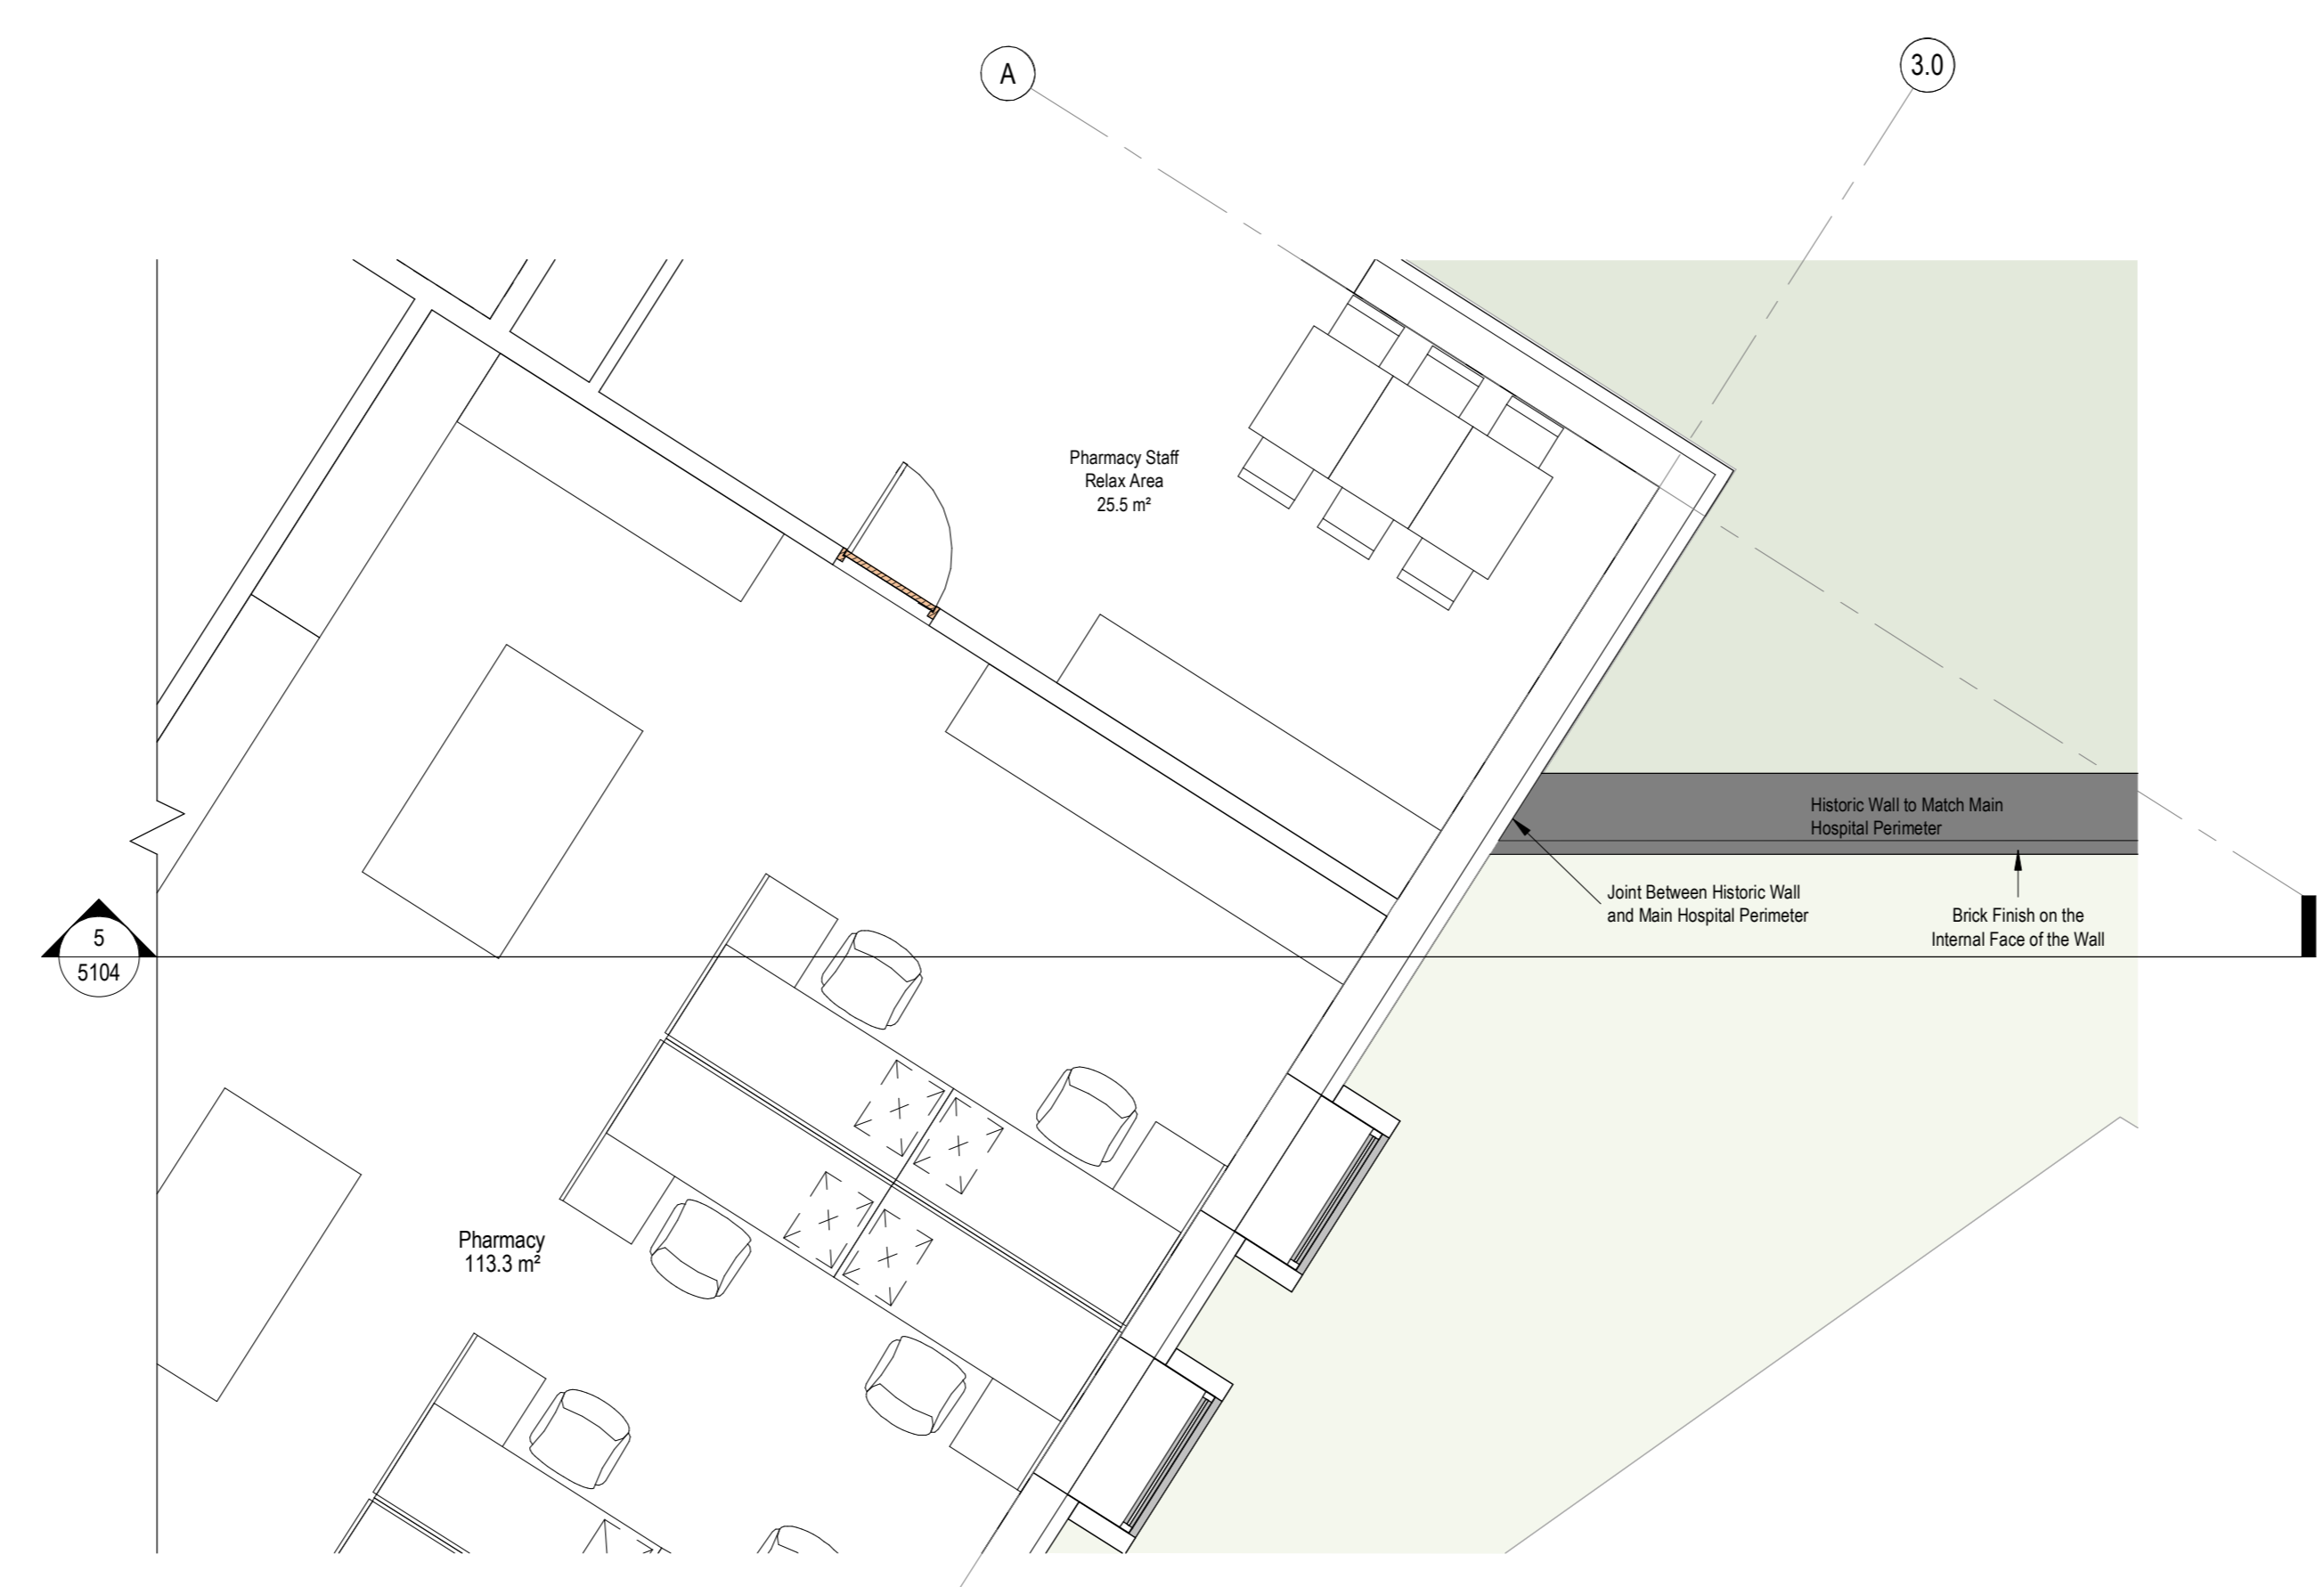 A
3.0
Pharmacy Staff
Relax Area
25.5 m²
Historic Wall to Match Main
Hospital Perimeter
Joint Between Historic Wall
and Main Hospital Perimeter
Brick Finish on the
Internal Face of the Wall
5
5104
Pharmacy
113.3 m²